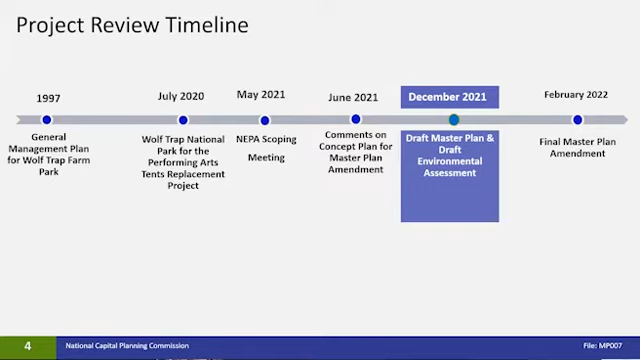 Project Review Timeline
1997
General
Management Plan
for Wolf Trap Farm
Park
July 2020
Wolf Trap National
Park for the
Performing Arts
Tents Replacement
Project
May 2021
NEPA Scoping
Meeting
June 2021
Comments on
Concept Plan for
Master Plan
Amendment
December 2021
Draft Master Plan &
Draft
Environmental
Assessment
February 2022
Final Master Plan
Amendment
4
National Capital Planning Commission
File: MP007